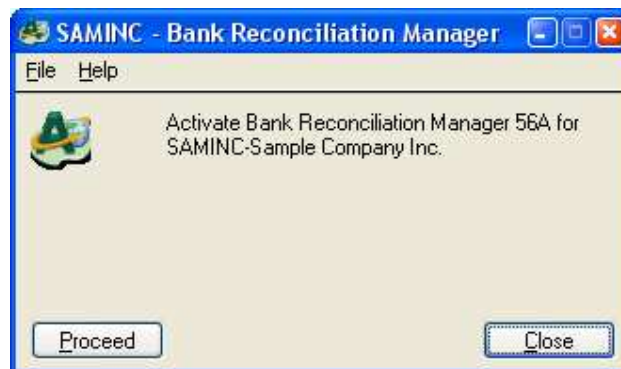 SAMINC - Bank Reconciliation Manager
File Help
Activate Bank Reconciliation Manager 56A for
SAMINC-Sample Company Inc.
Proceed Close